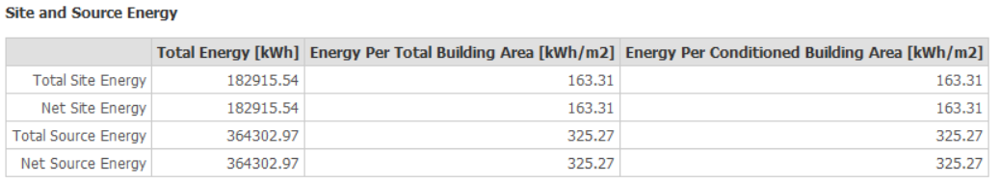 Site and Source Energy
Total Energy [kWh] Energy Per Total Building Area [kWh/m2] Energy Per Conditioned Building Area [kWh/m2]
Total Site Energy 182915.54 163.31 163.31
Net Site Energy 182915.54 163.31 163.31
Total Source Energy 364302.97 325.27 325.27
Net Source Energy 364302.97 325.27 325.27